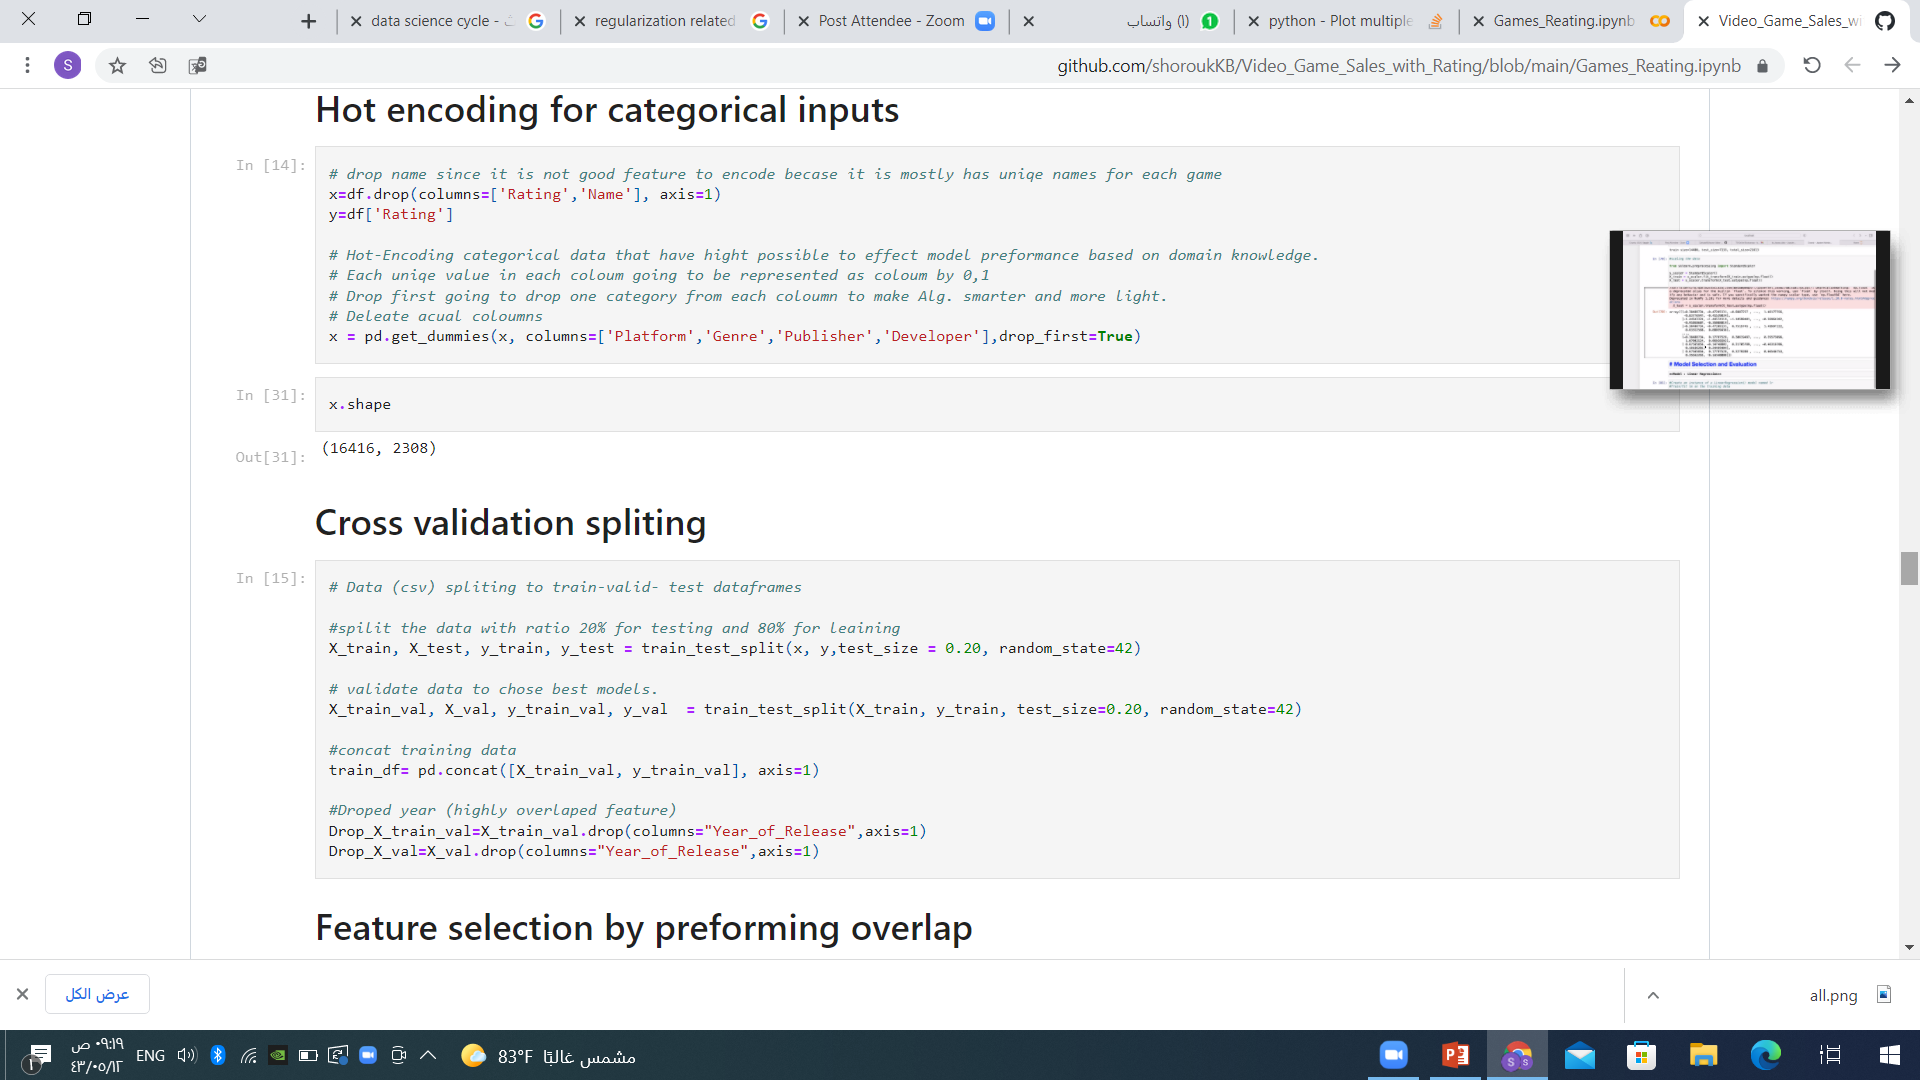 data science cycle -
regularization related
Post Attendee - Zoom
(١) واتساب
python - Plot multiple
Games_Reating.ipynb
Video_Game_Sales_wi
S
github.com/shoroukKB/Video_Game_Sales_with_Rating/blob/main/Games_Reating.ipynb
Hot encoding for categorical inputs
In [14]:
# drop name since it is not good feature to encode becase it is mostly has uniqe names for each game
x=df.drop(columns=['Rating','Name'], axis=1)
y=df['Rating']
# Hot-Encoding categorical data that have hight possible to effect model preformance based on domain knowledge.
# Each uniqe value in each coloum going to be represented as coloum by 0,1
# Drop first going to drop one category from each coloumn to make Alg. smarter and more light.
# Deleate acual coloumns
x = pd.get_dummies(x, columns=['Platform','Genre','Publisher','Developer'],drop_first=True)
# Model Selection and Evaluation
In [31]:
x.shape
Out[31]:
(16416, 2308)
Cross validation spliting
In [15]:
# Data (csv) spliting to train-valid- test dataframes
#spilit the data with ratio 20% for testing and 80% for leaining
X_train, X_test, y_train, y_test = train_test_split(x, y,test_size = 0.20, random_state=42)
# validate data to chose best models.
X_train_val, X_val, y_train_val, y_val  = train_test_split(X_train, y_train, test_size=0.20, random_state=42)
#concat training data
train_df= pd.concat([X_train_val, y_train_val], axis=1)
#Droped year (highly overlaped feature)
Drop_X_train_val=X_train_val.drop(columns="Year_of_Release",axis=1)
Drop_X_val=X_val.drop(columns="Year_of_Release",axis=1)
Feature selection by preforming overlap
عرض الكل
all.png
٠٩:١٩ ص
٤٣/٠٥/١٢
ENG
83°F مشمس غالبًا